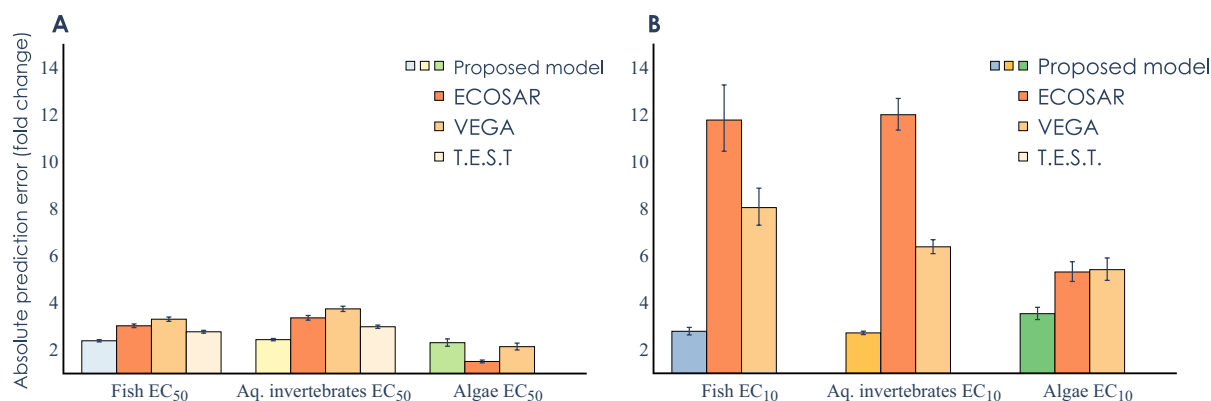 A
Absolute prediction error (fold change)
14
12
10
8
6
4
2
Proposed model
ECOSAR
VEGA
T.E.S.T
Fish EC50
Aq. invertebrates EC50
Algae EC50
B
14
12
10
8
6
4
2
Proposed model
ECOSAR
VEGA
T.E.S.T.
Fish EC10
Aq. invertebrates EC10
Algae EC10